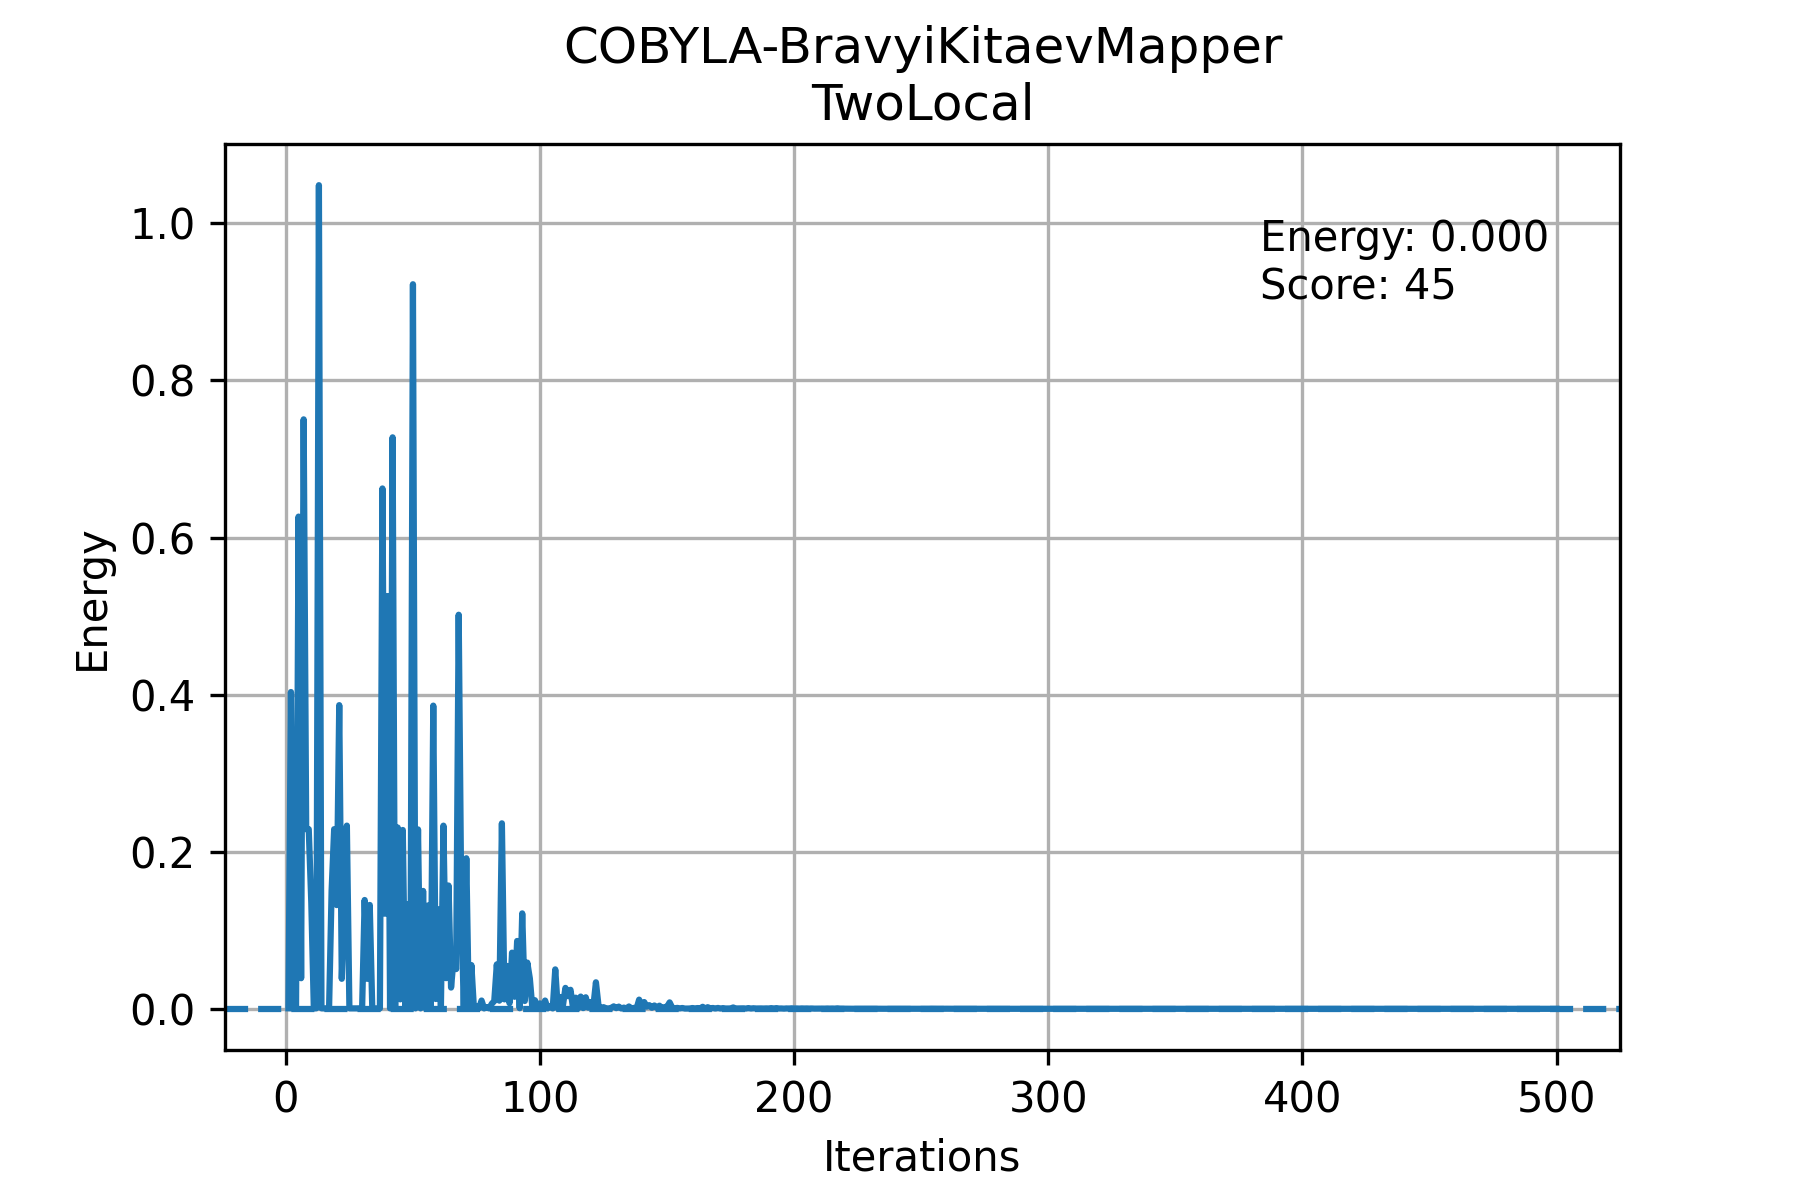 COBYLA-BravyiKitaevMapper
TwoLocal
Energy: 0.000
Score: 45
1.0
0.8
0.6
0.4
0.2
0.0
Energy
0 100 200 300 400 500
Iterations